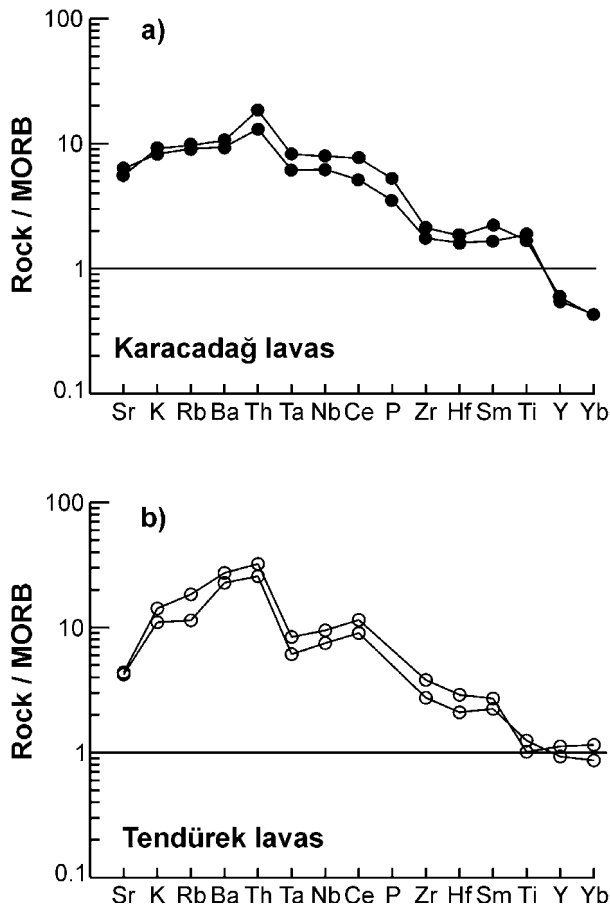 a)
100
10
1
0.1
Rock / MORB
Karacadağ lavas
Sr K Rb Ba Th Ta Nb Ce P Zr Hf Sm Ti Y Yb
b)
100
10
1
0.1
Rock / MORB
Tendürek lavas
Sr K Rb Ba Th Ta Nb Ce P Zr Hf Sm Ti Y Yb